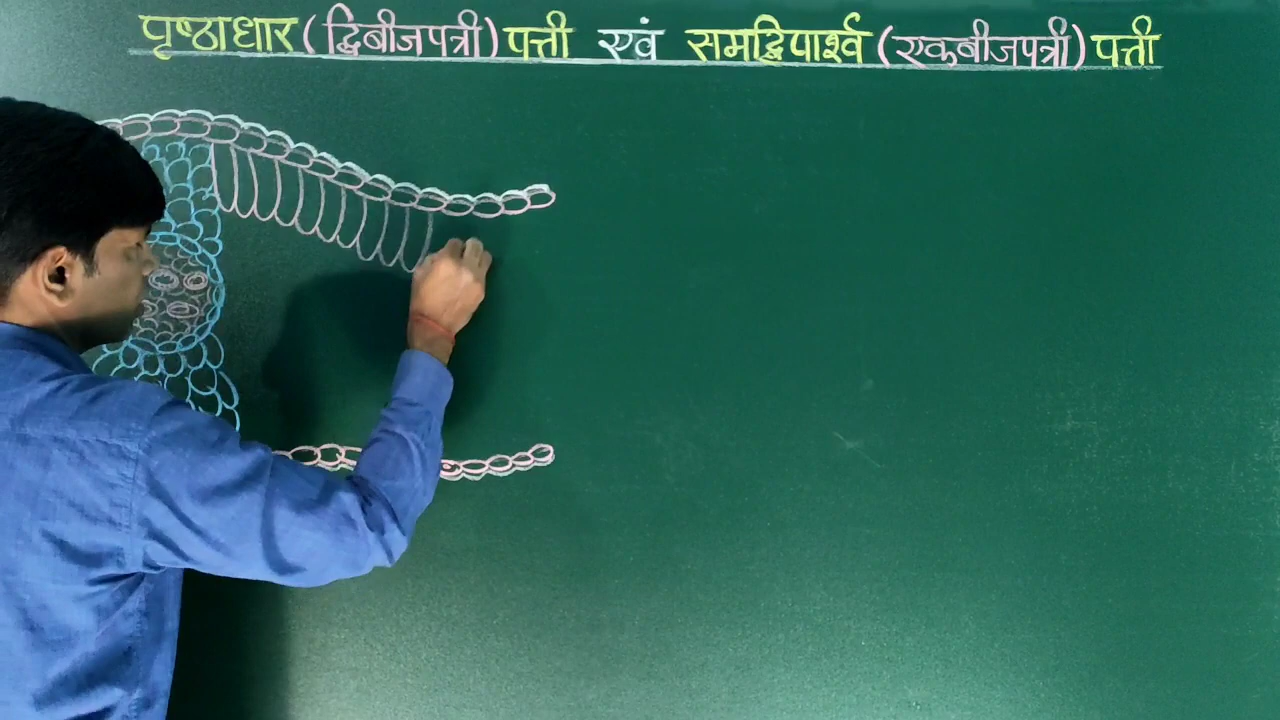 पृष्ठाधार (द्विबीजपत्री) पत्ती एवं समद्विपार्श्व (एकबीजपत्री) पत्ती